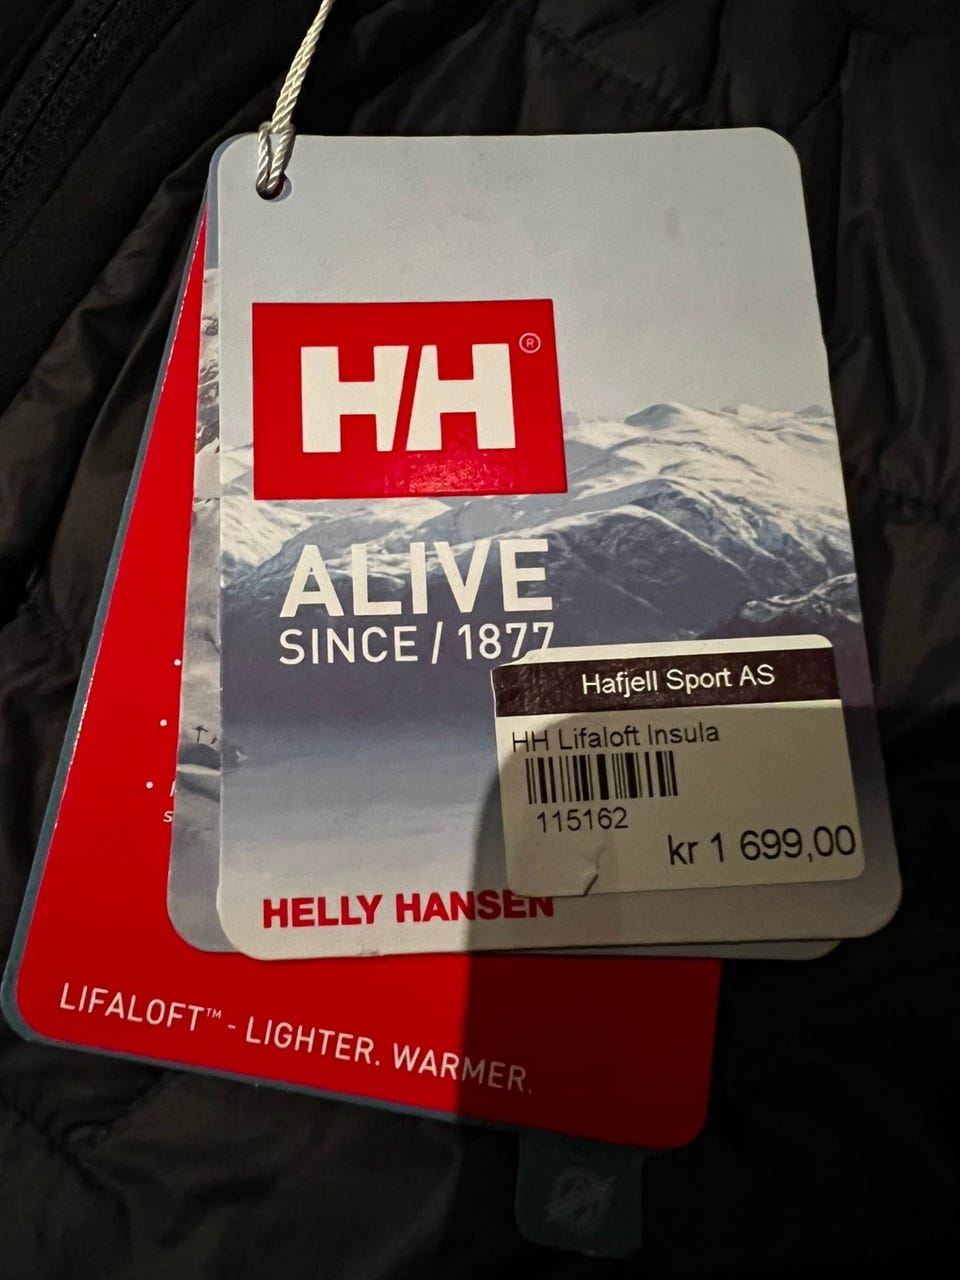 HH®
ALIVE
SINCE / 1877
Hafjell Sport AS
HH Lifaloft Insula
115162
kr 1 699,00
HELLY HANSEN
LIFALOFT™ - LIGHTER. WARMER.